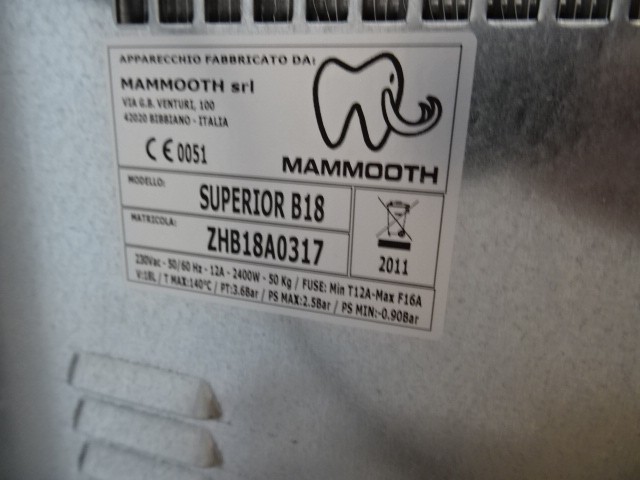 APPARECCHIO FABBRICATO DA:
MAMMOOTH srl
VIA G.B. VENTURI, 100
42020 BIBBIANO - ITALIA
CE 0051
MAMMOOTH
MODELLO:
SUPERIOR B18
MATRICOLA:
ZHB18A0317
2011
230Vac - 50/60 Hz - 12A - 2400W - 50 Kg / FUSE: Min T12A-Max F16A
V:18L / T MAX:140°C / PT:3.6Bar / PS MAX:2.5Bar / PS MIN:-0.90Bar